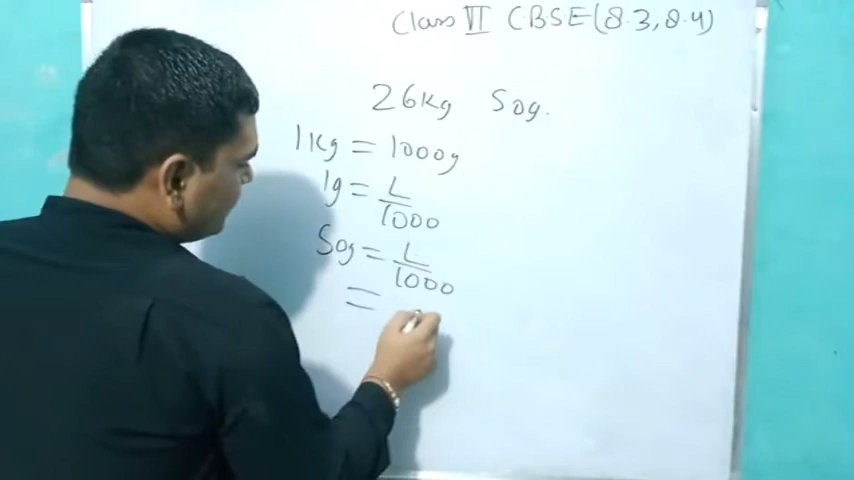 Class VI CBSE (8.3, 8.4)
26kg 50g.
1kg = 1000g
1g = 1/1000
50g = 1/1000
=